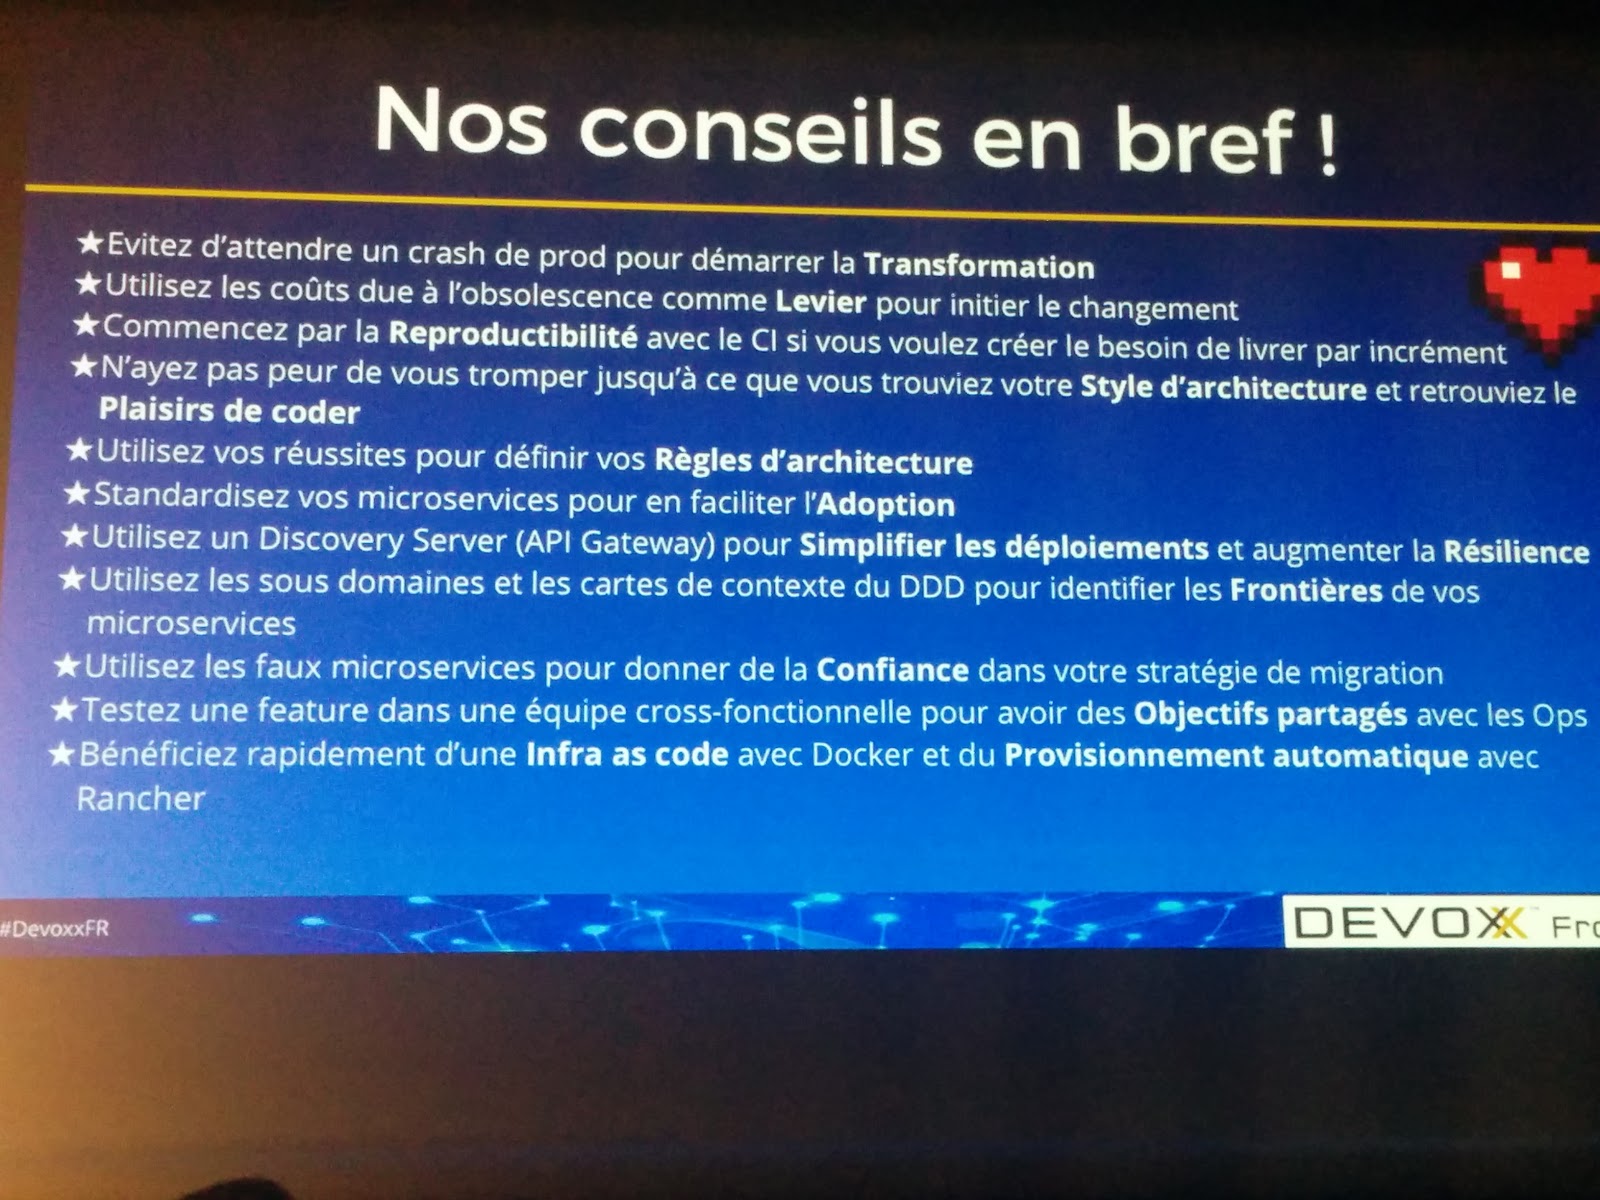 Nos conseils en bref !
★Evitez d'attendre un crash de prod pour démarrer la Transformation
★Utilisez les coûts due à l'obsolescence comme Levier pour initier le changement
★Commencez par la Reproductibilité avec le CI si vous voulez créer le besoin de livrer par incrément
★N'ayez pas peur de vous tromper jusqu'à ce que vous trouviez votre Style d'architecture et retrouviez le
Plaisirs de coder
★Utilisez vos réussites pour définir vos Règles d'architecture
★Standardisez vos microservices pour en faciliter l'Adoption
★Utilisez un Discovery Server (API Gateway) pour Simplifier les déploiements et augmenter la Résilience
★Utilisez les sous domaines et les cartes de contexte du DDD pour identifier les Frontières de vos
microservices
★Utilisez les faux microservices pour donner de la Confiance dans votre stratégie de migration
★Testez une feature dans une équipe cross-fonctionnelle pour avoir des Objectifs partagés avec les Ops
★Bénéficiez rapidement d'une Infra as code avec Docker et du Provisionnement automatique avec
Rancher
#DevoxxFR
DEVOXX™